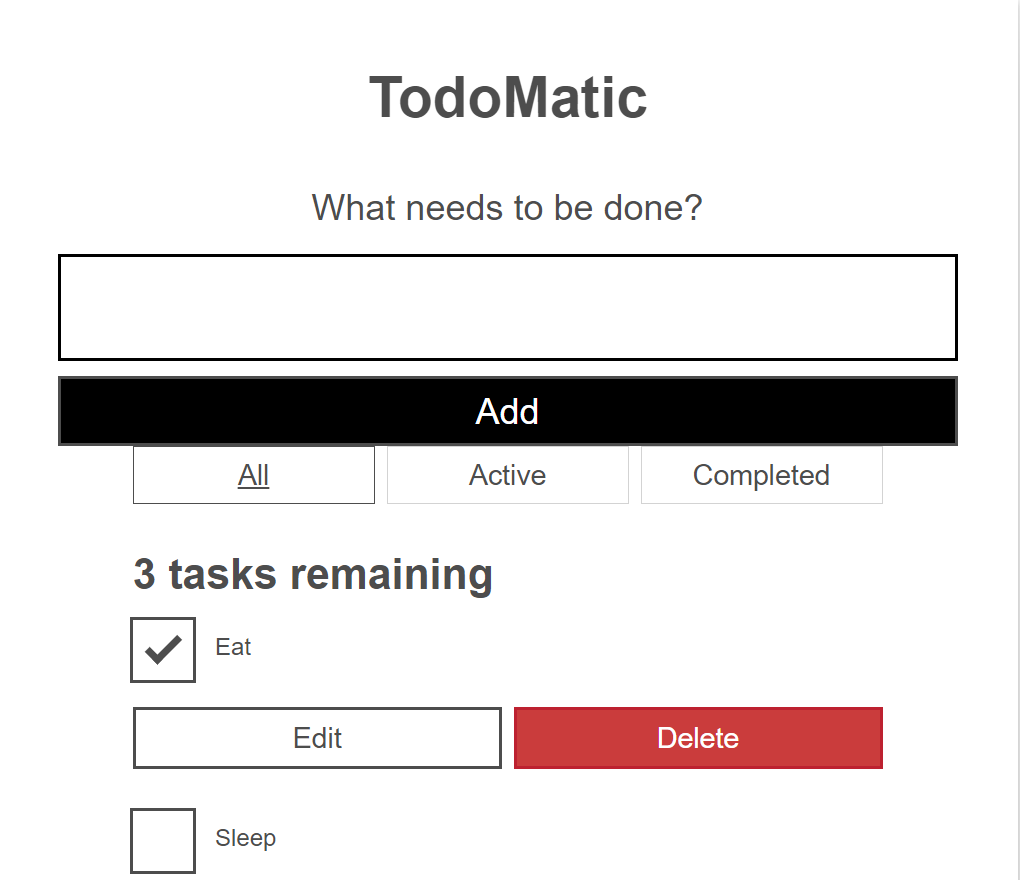 TodoMatic
What needs to be done?
Add
All Active Completed
3 tasks remaining
Eat
Edit Delete
Sleep